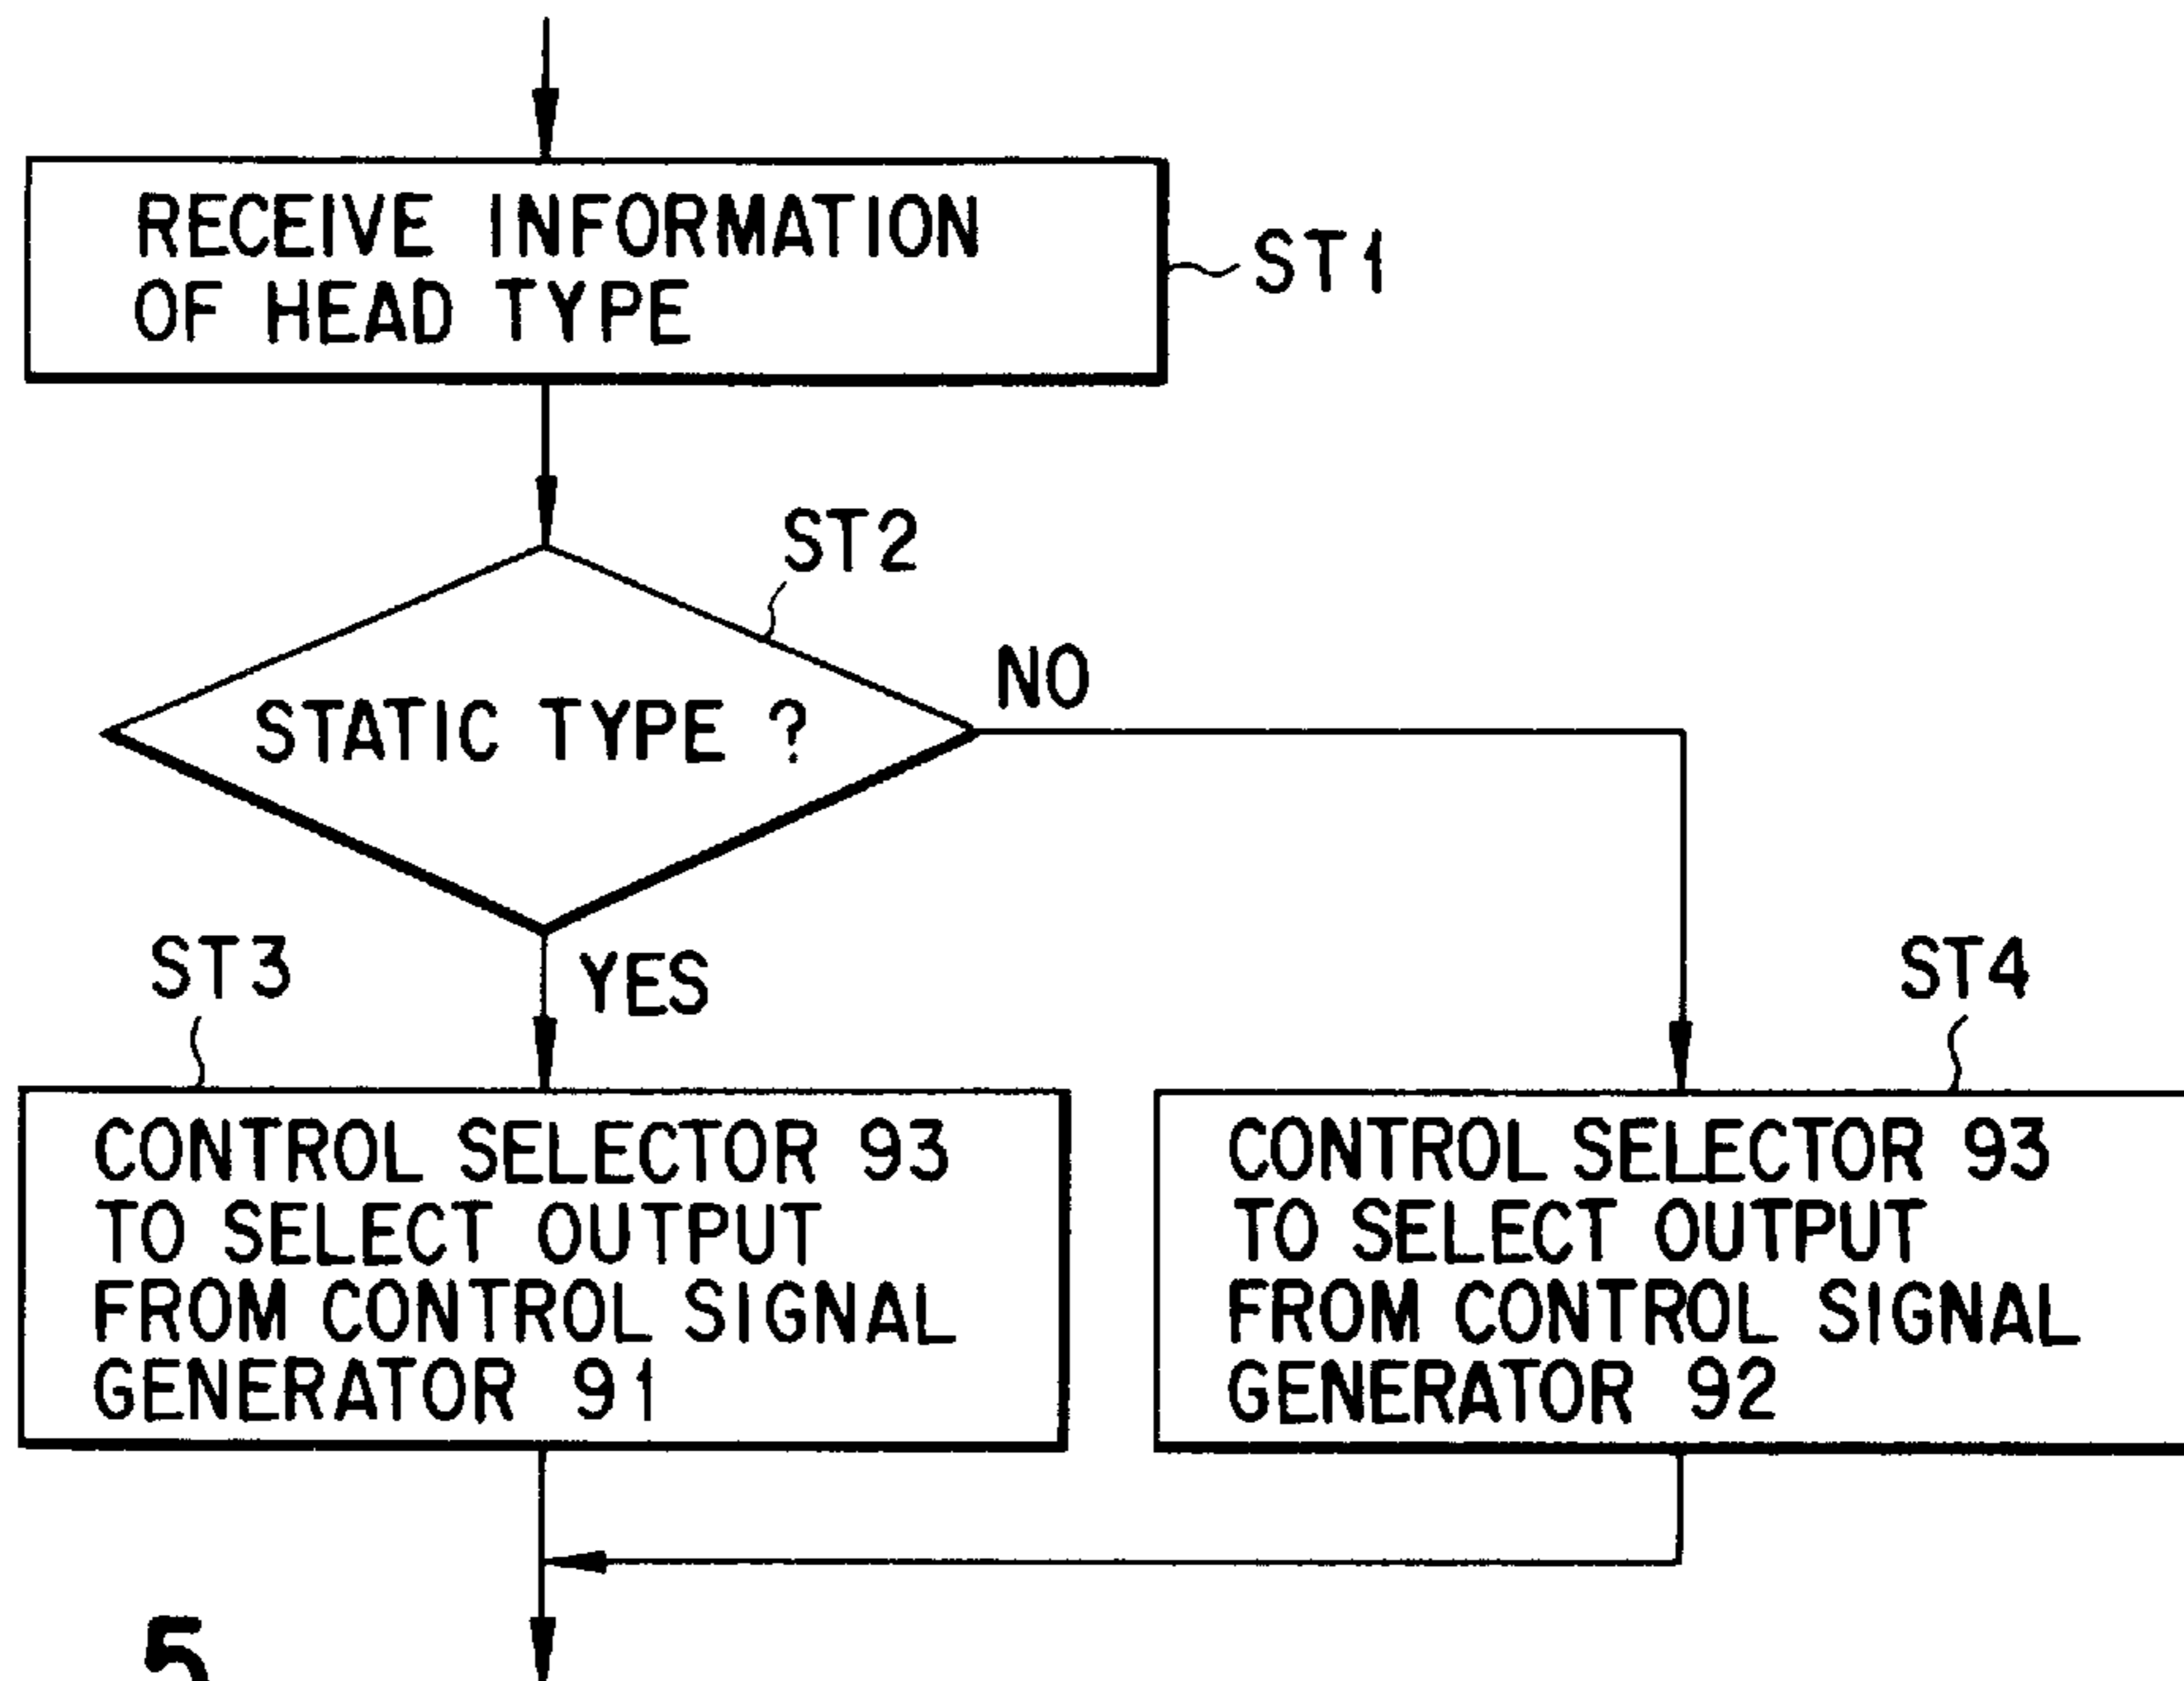 RECEIVE INFORMATION
OF HEAD TYPE
ST1
ST2
STATIC TYPE ?
NO
YES
ST3
CONTROL SELECTOR 93
TO SELECT OUTPUT
FROM CONTROL SIGNAL
GENERATOR 91
ST4
CONTROL SELECTOR 93
TO SELECT OUTPUT
FROM CONTROL SIGNAL
GENERATOR 92
5